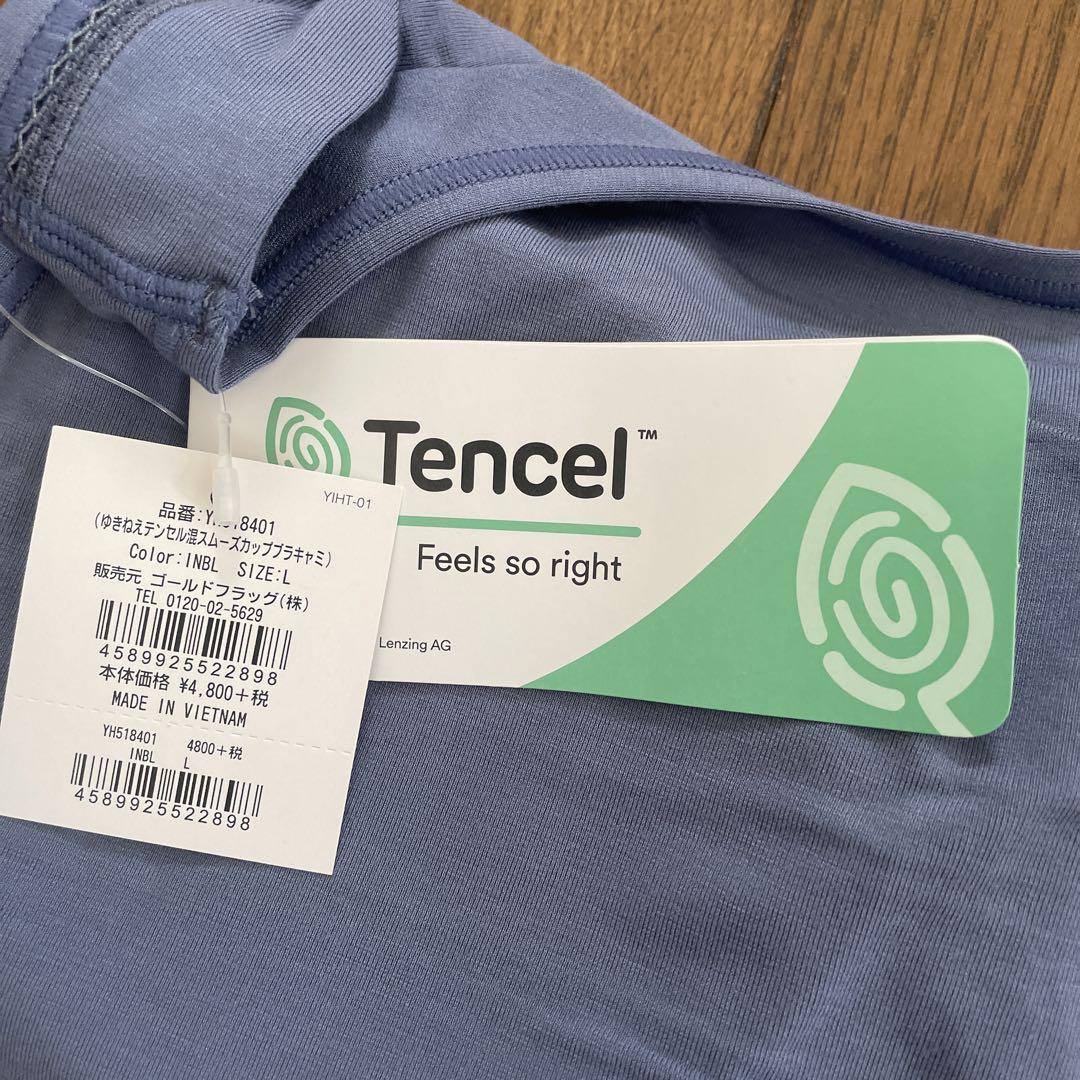 Tencel™
Feels so right
Lenzing AG
YIHT-01
品番:YH518401
(ゆきねえテンセル混スムーズカップブラキャミ)
Color:INBL SIZE:L
販売元 ゴールドフラッグ(株)
TEL 0120-02-5629
4589925522898
本体価格 ¥4,800+税
MADE IN VIETNAM
YH518401 4800+税
INBL L
4589925522898